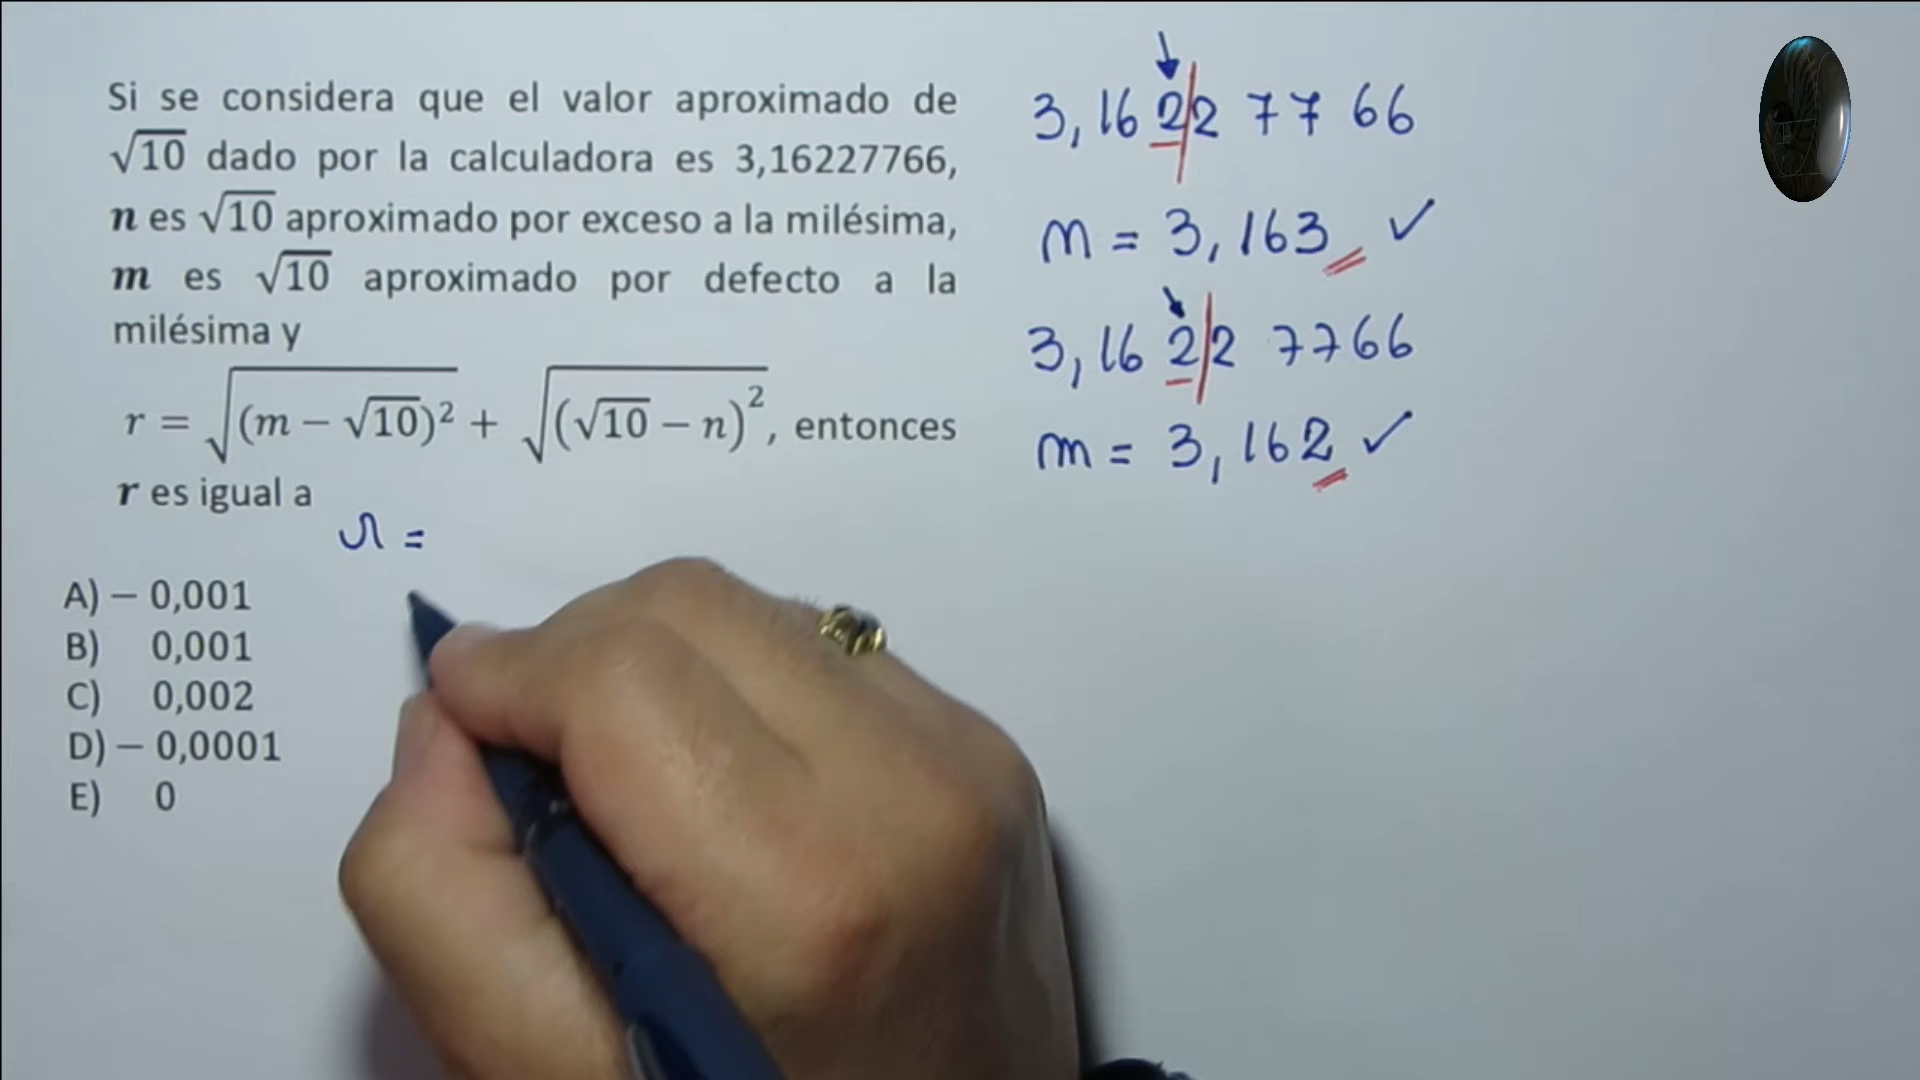 Si se considera que el valor aproximado de
√10 dado por la calculadora es 3,16227766,
n es √10 aproximado por exceso a la milésima,
m es √10 aproximado por defecto a la
milésima y
r = √(m − √10)² + √(√10 − n)², entonces
r es igual a
r =
A) – 0,001
B) 0,001
C) 0,002
D) – 0,0001
E) 0
3,16 2 2 77 66
n = 3,163 ✓
3,16 2 2 7766
m = 3,162 ✓